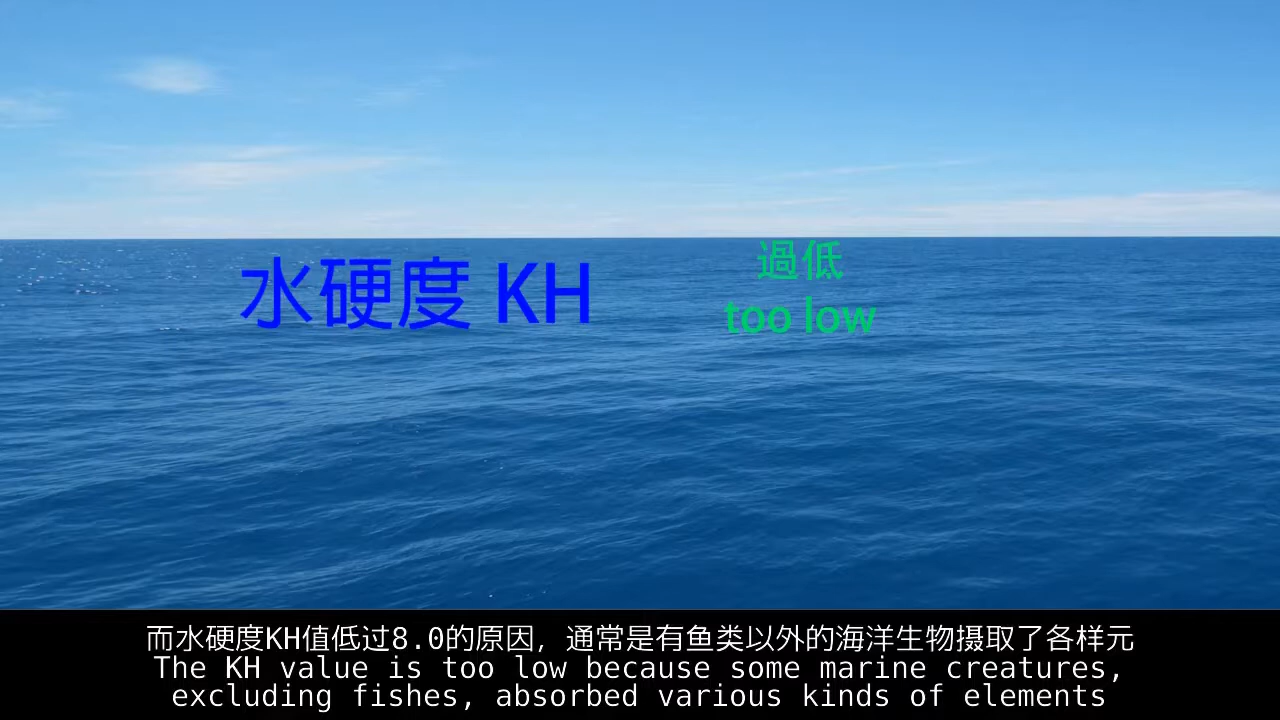 水硬度 KH
過低
too low
而水硬度KH值低过8.0的原因，通常是有鱼类以外的海洋生物摄取了各样元
The KH value is too low because some marine creatures,
excluding fishes, absorbed various kinds of elements